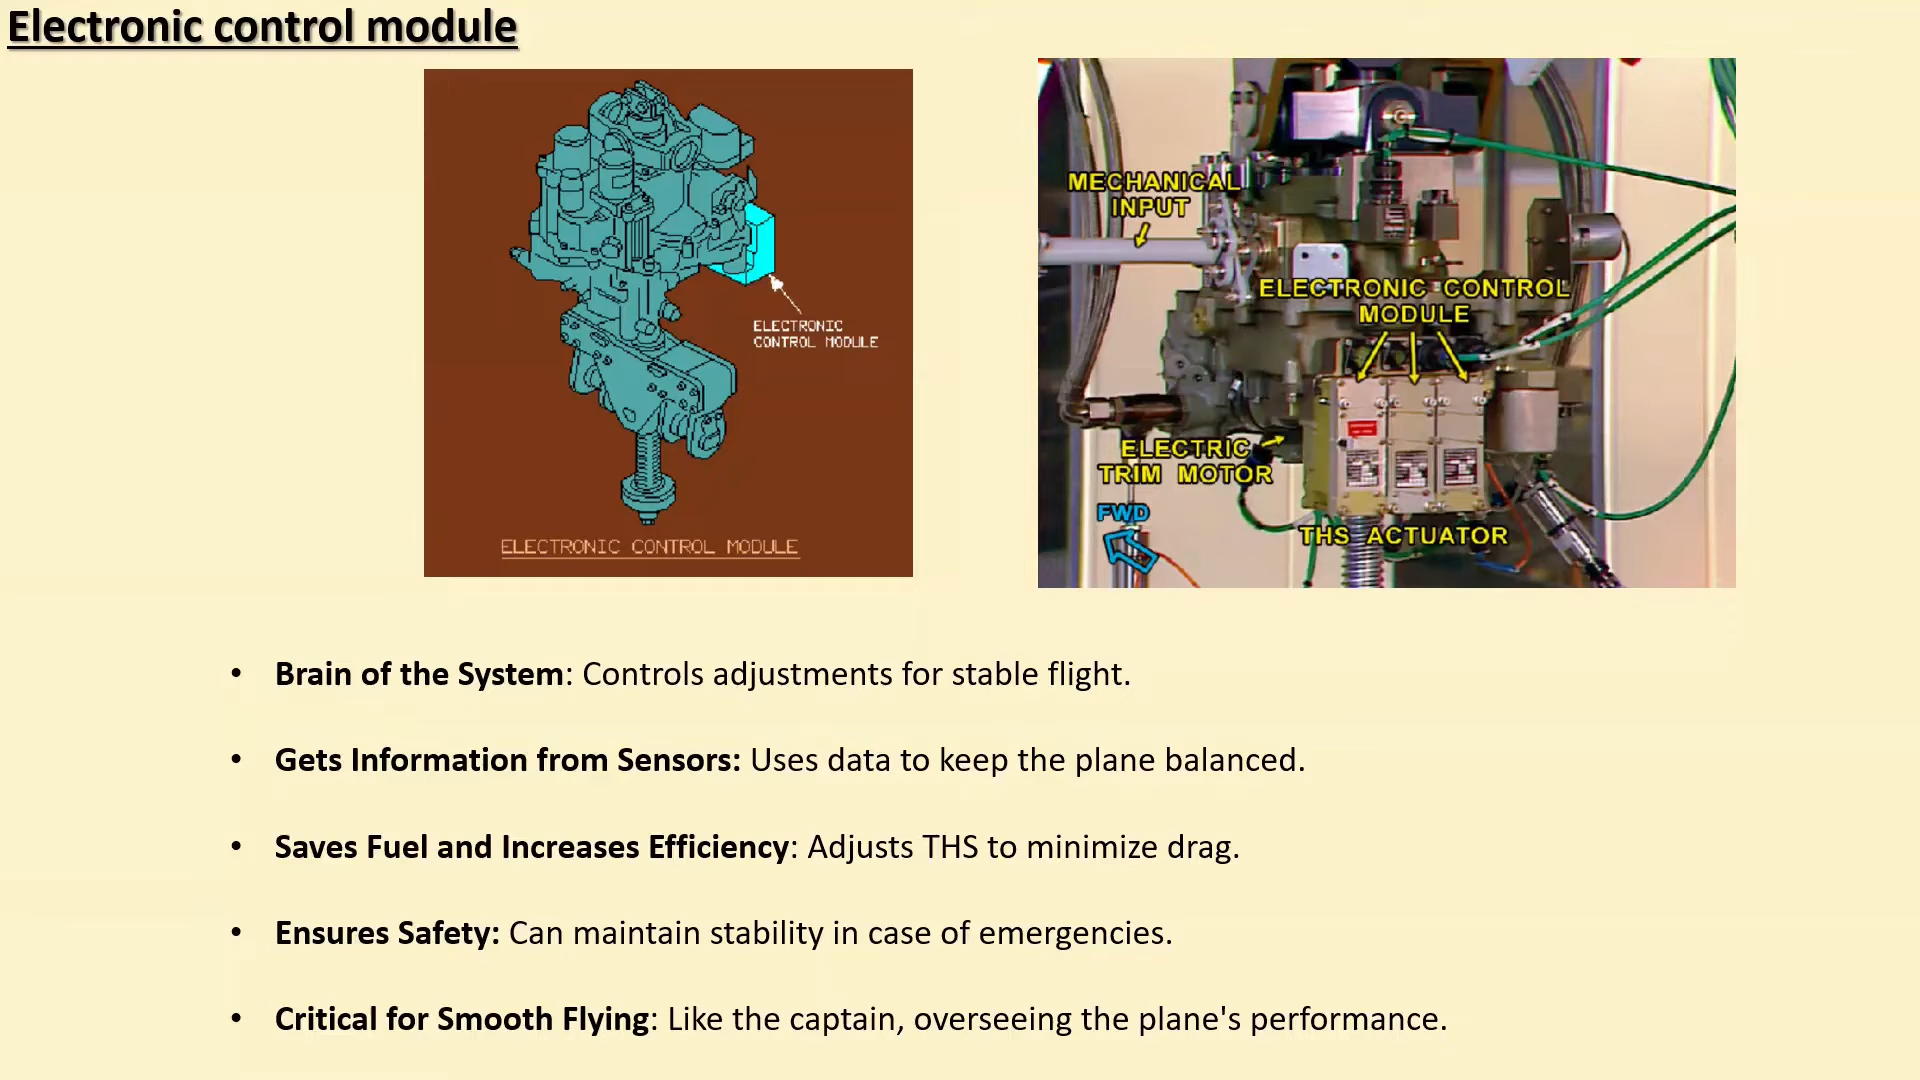 Electronic control module
ELECTRONIC
CONTROL MODULE
ELECTRONIC CONTROL MODULE
MECHANICAL
INPUT
ELECTRONIC CONTROL
MODULE
ELECTRIC
TRIM MOTOR
FWD
THS ACTUATOR
• Brain of the System: Controls adjustments for stable flight.
• Gets Information from Sensors: Uses data to keep the plane balanced.
• Saves Fuel and Increases Efficiency: Adjusts THS to minimize drag.
• Ensures Safety: Can maintain stability in case of emergencies.
• Critical for Smooth Flying: Like the captain, overseeing the plane's performance.